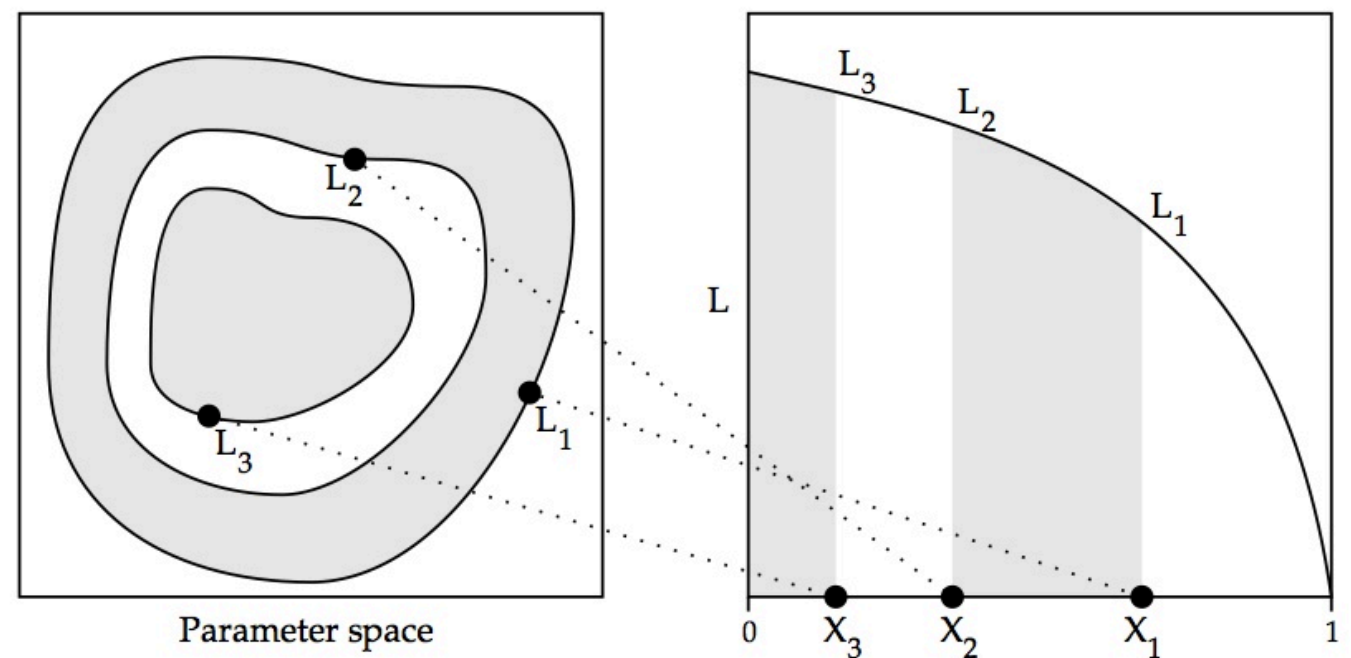 L₂
L₁
L₃
Parameter space
L₃
L₂
L₁
L
0 X₃ X₂ X₁ 1